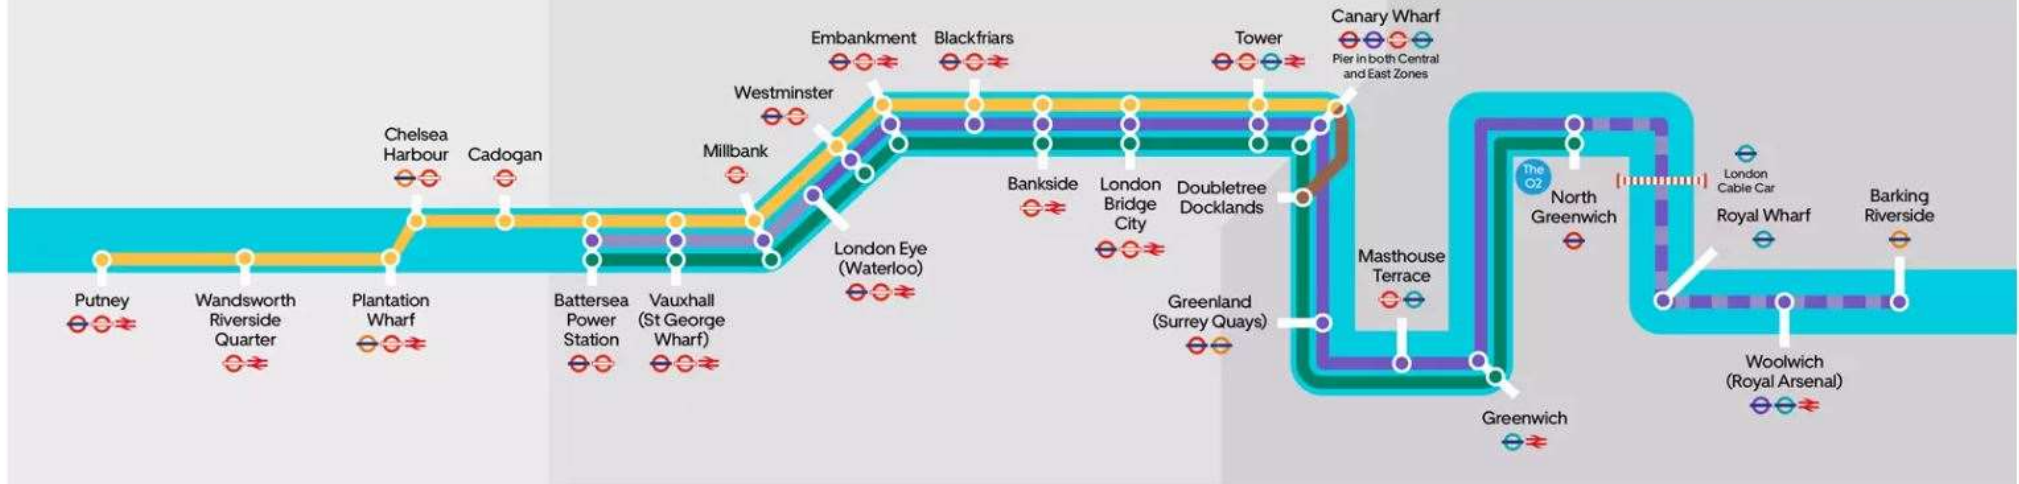 Canary Wharf
Pier in both Central
and East Zones
Embankment
Blackfriars
Tower
Westminster
Chelsea
Harbour
Cadogan
Millbank
Putney
Wandsworth
Riverside
Quarter
Plantation
Wharf
Battersea
Power
Station
Vauxhall
(St George
Wharf)
London Eye
(Waterloo)
Bankside
London
Bridge
City
Doubletree
Docklands
Greenland
(Surrey Quays)
Masthouse
Terrace
Greenwich
The
O2
North
Greenwich
London
Cable Car
Royal Wharf
Barking
Riverside
Woolwich
(Royal Arsenal)